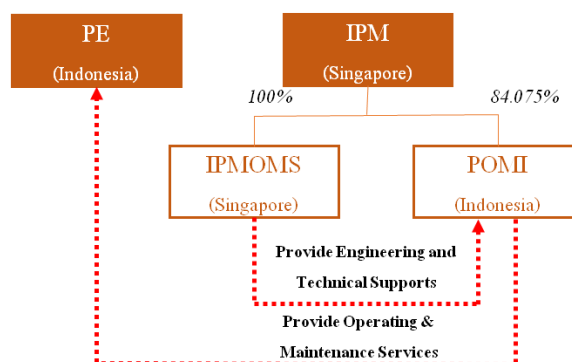 PE
(Indonesia)
IPM
(Singapore)
100%
84.075%
IPMOMS
(Singapore)
POMI
(Indonesia)
Provide Engineering and
Technical Supports
Provide Operating &
Maintenance Services